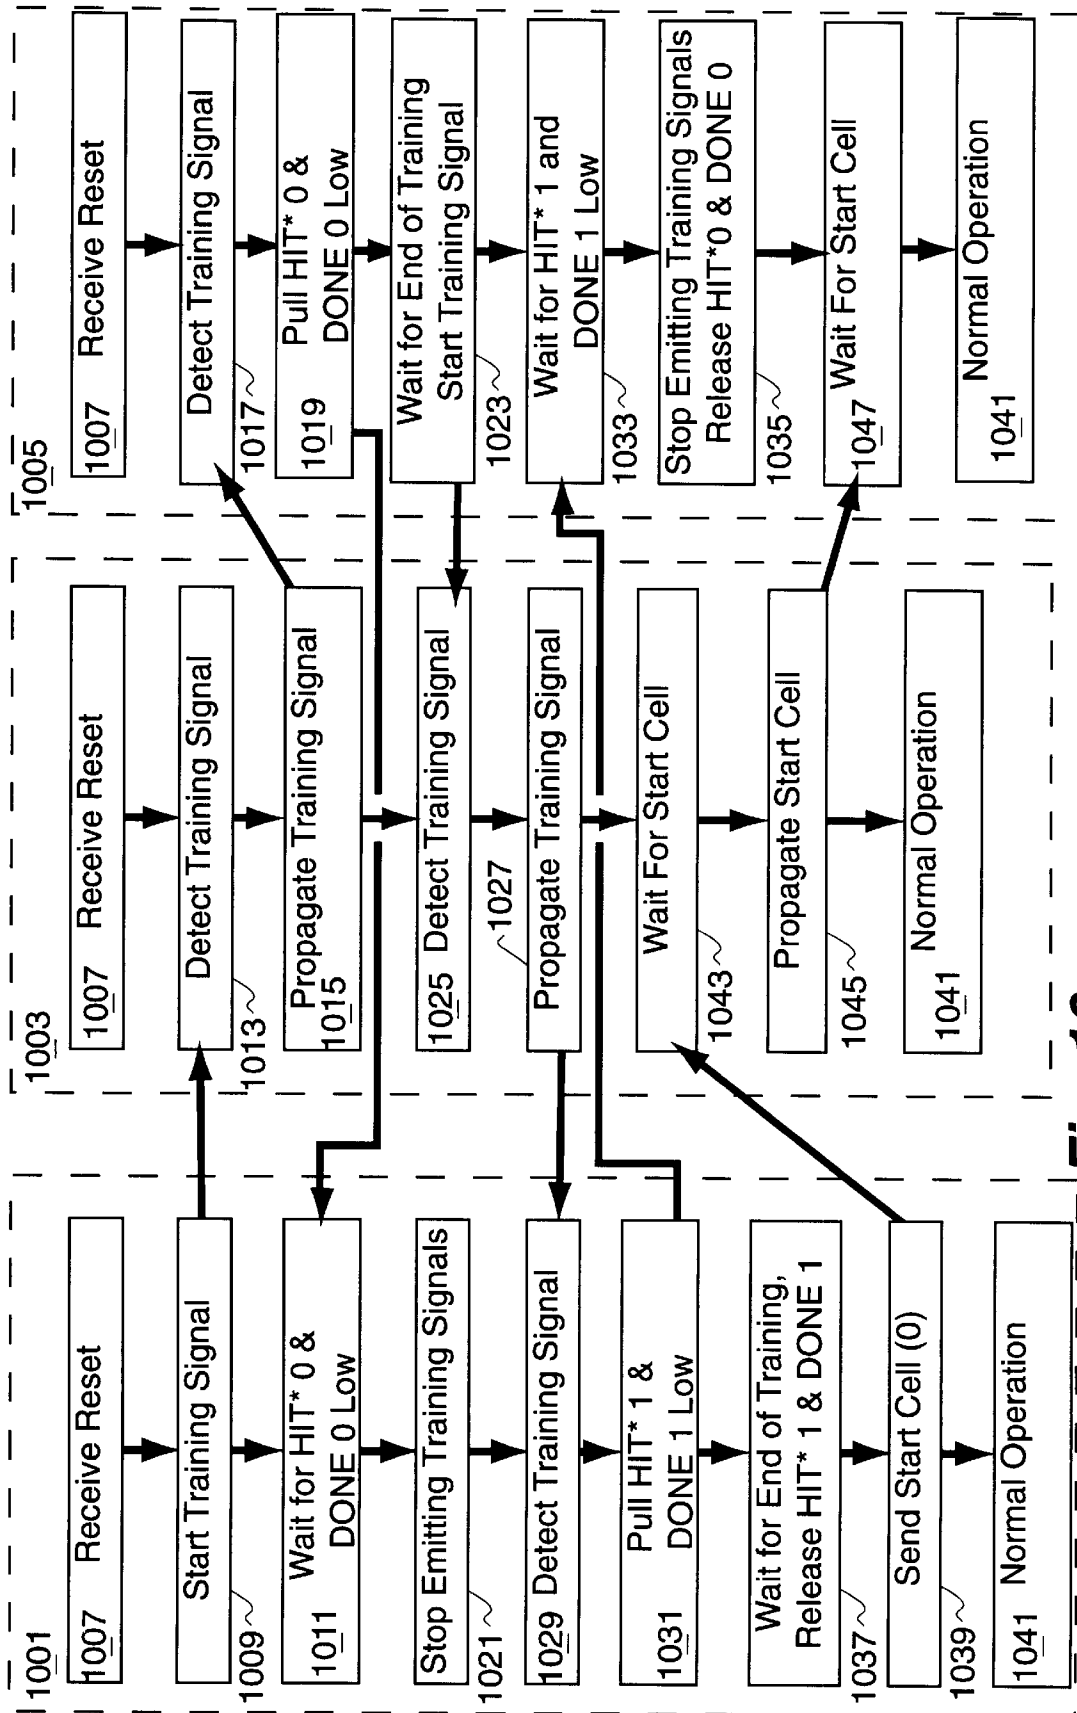 1001
1007 Receive Reset
Start Training Signal
1009
Wait for HIT* 0 &
DONE 0 Low
1011
Stop Emitting Training Signals
1021
1029 Detect Training Signal
Pull HIT* 1 &
DONE 1 Low
1031
Wait for End of Training,
Release HIT* 1 & DONE 1
1037
Send Start Cell (0)
1039
Normal Operation
1041
1003
1007 Receive Reset
Detect Training Signal
1013
Propagate Training Signal
1015
1025 Detect Training Signal
1027
Propagate Training Signal
Wait For Start Cell
1043
Propagate Start Cell
1045
Normal Operation
1041
1005
1007 Receive Reset
Detect Training Signal
1017
Pull HIT* 0 &
DONE 0 Low
1019
Wait for End of Training
Start Training Signal
1023
Wait for HIT* 1 and
DONE 1 Low
1033
Stop Emitting Training Signals
Release HIT*0 & DONE 0
1035
Wait For Start Cell
1047
Normal Operation
1041